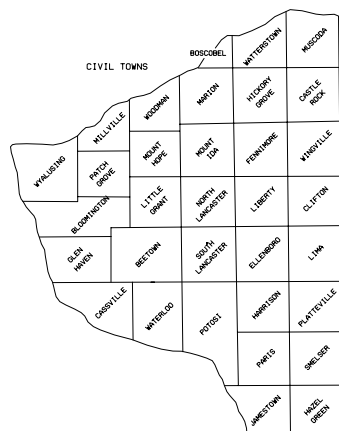 CIVIL TOWNS
BOSCOBEL
WATTERSTOWN
MUSCODA
MILLVILLE
WOODMAN
MARION
HICKORY
GROVE
CASTLE
ROCK
WYALUSING
PATCH
GROVE
MOUNT
HOPE
MOUNT
IDA
FENNIMORE
WINGVILLE
BLOOMINGTON
LITTLE
GRANT
NORTH
LANCASTER
LIBERTY
CLIFTON
GLEN
HAVEN
BEETOWN
SOUTH
LANCASTER
ELLENBORO
LIMA
CASSVILLE
WATERLOO
POTOSI
HARRISON
PLATTEVILLE
PARIS
SMELSER
JAMESTOWN
HAZEL
GREEN